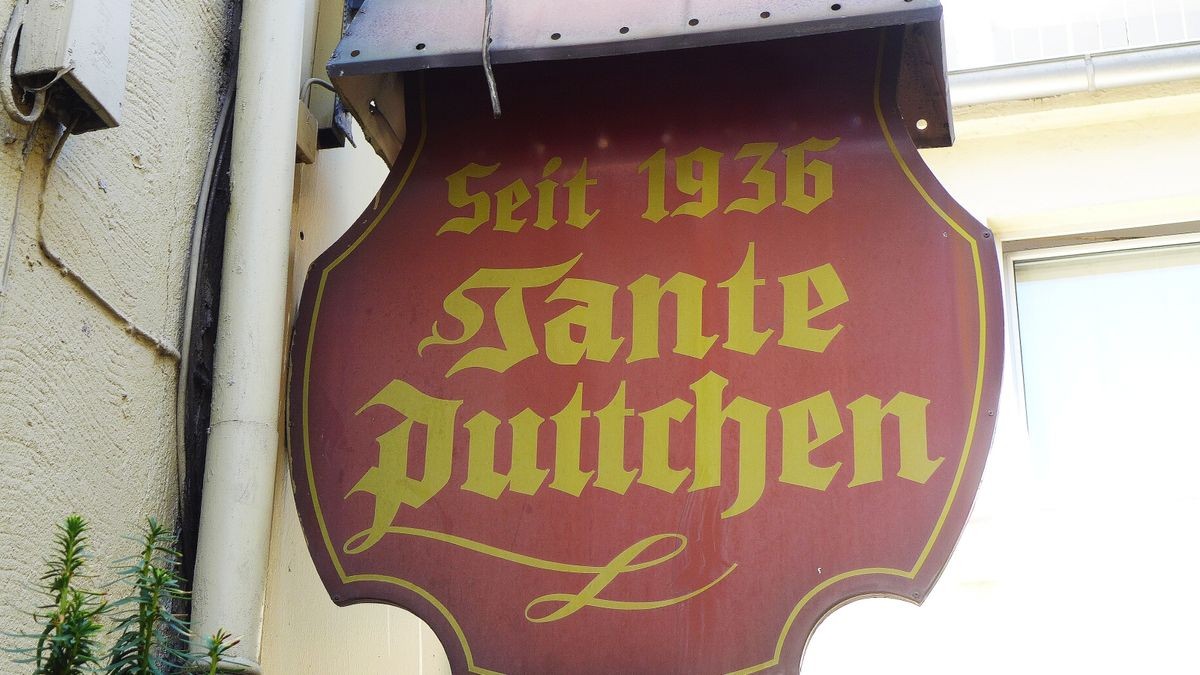 Seit 1936
Tante
Puttchen